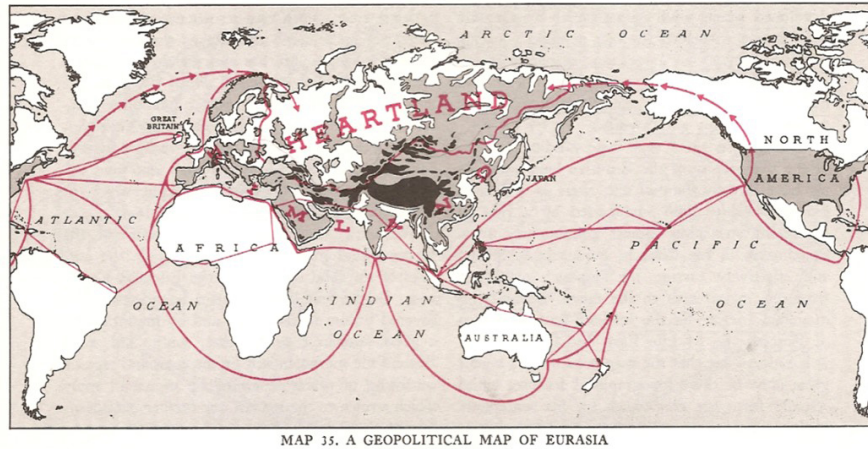 ARCTIC OCEAN
HEARTLAND
GREAT
BRITAIN
NORTH
AMERICA
JAPAN
RIMLAND
ATLANTIC
OCEAN
AFRICA
PACIFIC
OCEAN
INDIAN
OCEAN
AUSTRALIA
MAP 35. A GEOPOLITICAL MAP OF EURASIA